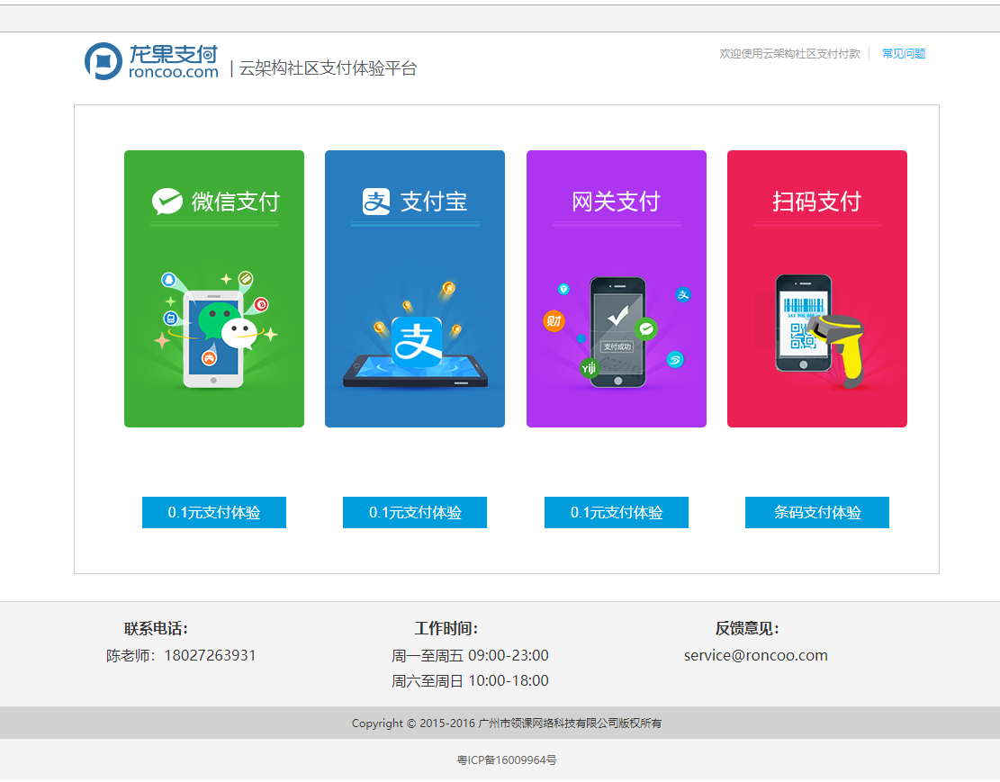 龙果支付
roncoo.com
| 云架构社区支付体验平台
欢迎使用云架构社区支付付款
常见问题
微信支付
支付宝
网关支付
扫码支付
支
支
支
财
支付成功
Yiji
0.1元支付体验
0.1元支付体验
0.1元支付体验
条码支付体验
联系电话：
陈老师：18027263931
工作时间：
周一至周五 09:00-23:00
周六至周日 10:00-18:00
反馈意见：
service@roncoo.com
Copyright © 2015-2016 广州市领课网络科技有限公司版权所有
粤ICP备16009964号